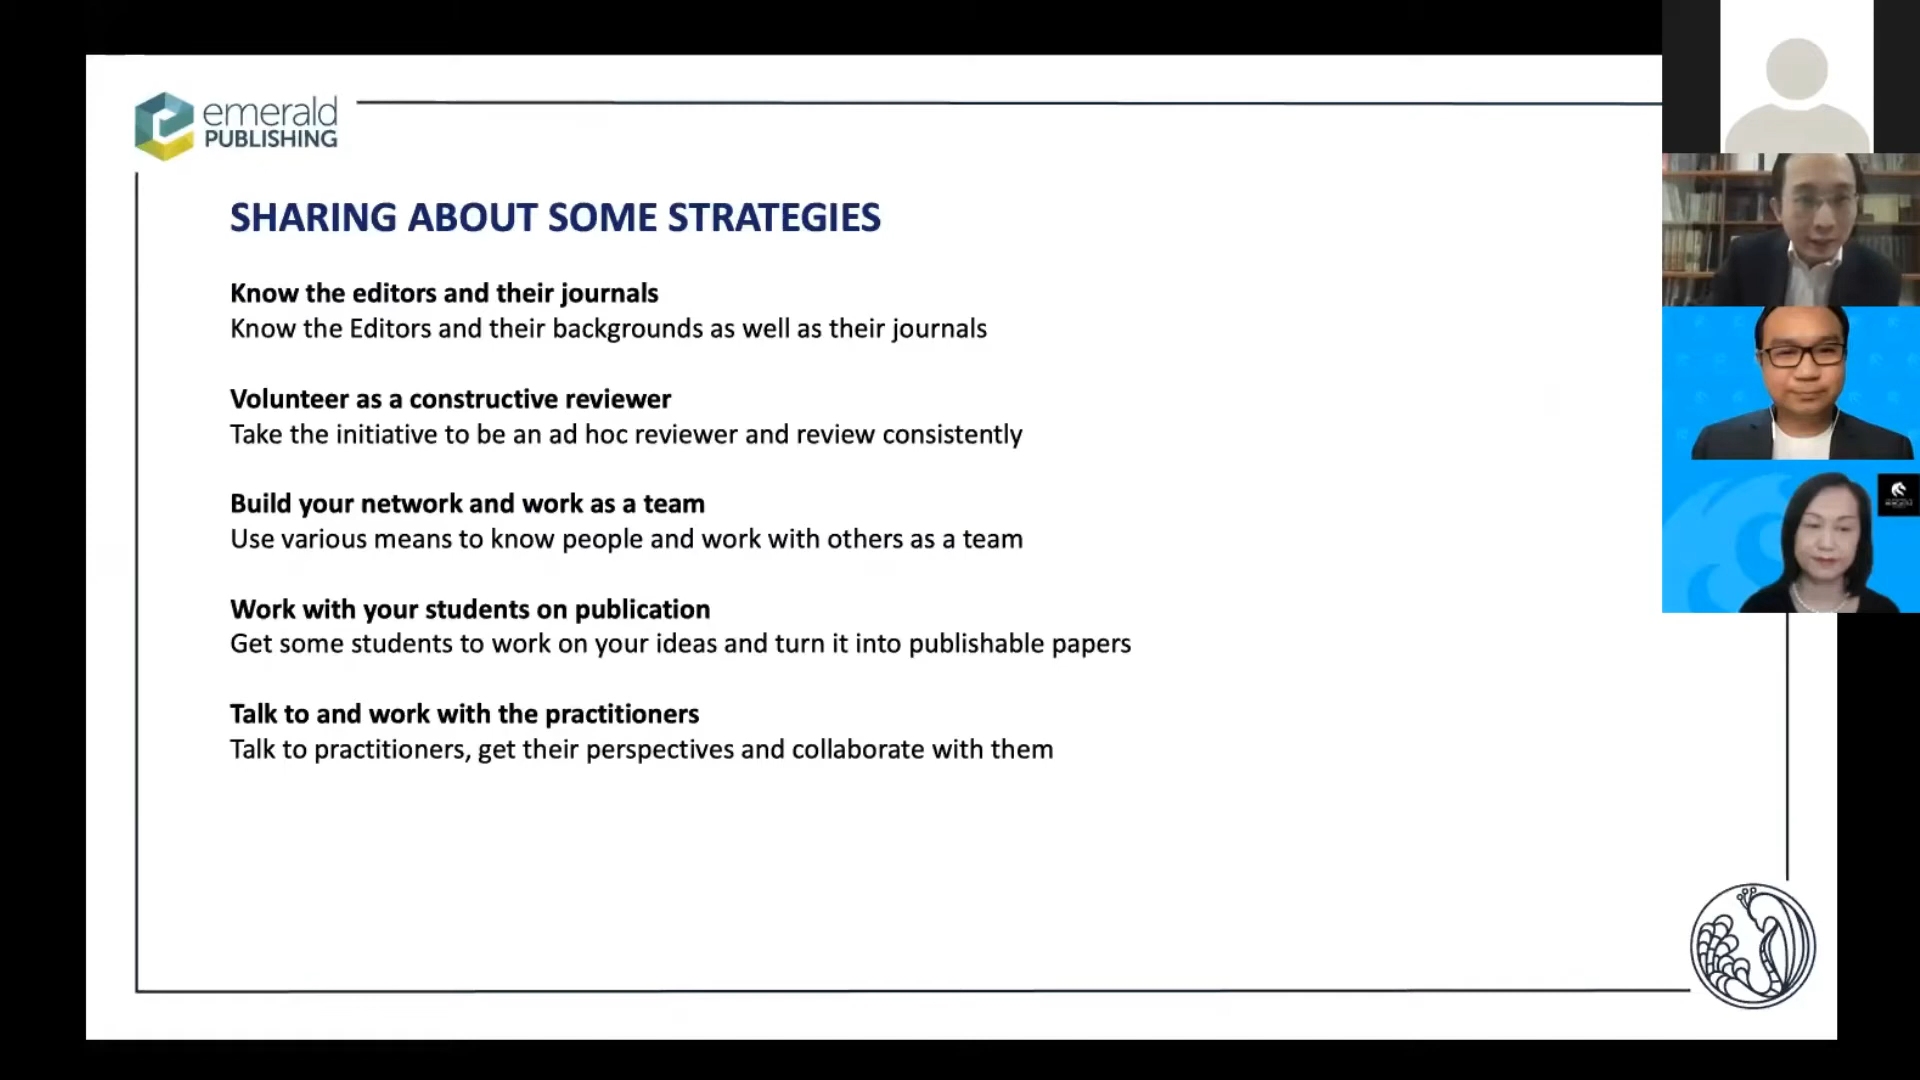 emerald
PUBLISHING
SHARING ABOUT SOME STRATEGIES
Know the editors and their journals
Know the Editors and their backgrounds as well as their journals
Volunteer as a constructive reviewer
Take the initiative to be an ad hoc reviewer and review consistently
Build your network and work as a team
Use various means to know people and work with others as a team
Work with your students on publication
Get some students to work on your ideas and turn it into publishable papers
Talk to and work with the practitioners
Talk to practitioners, get their perspectives and collaborate with them